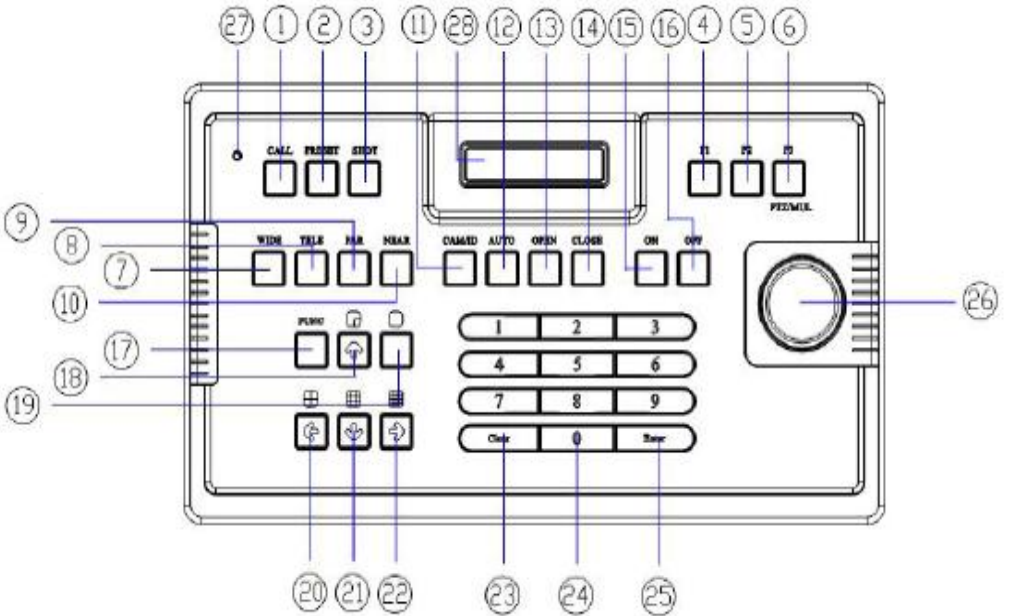 27 1 2 3 11 28 12 13 14 15 16 4 5 6
CALL PRESET SHOT F1 F2 F3
PTZ/MUL
9
8
7
10
WIDE TELE FAR NEAR CAM/ID AUTO OPEN CLOSE ON OFF
26
17
18
19
FUNC
1 2 3
4 5 6
7 8 9
Clear 0 Enter
20 21 22 23 24 25